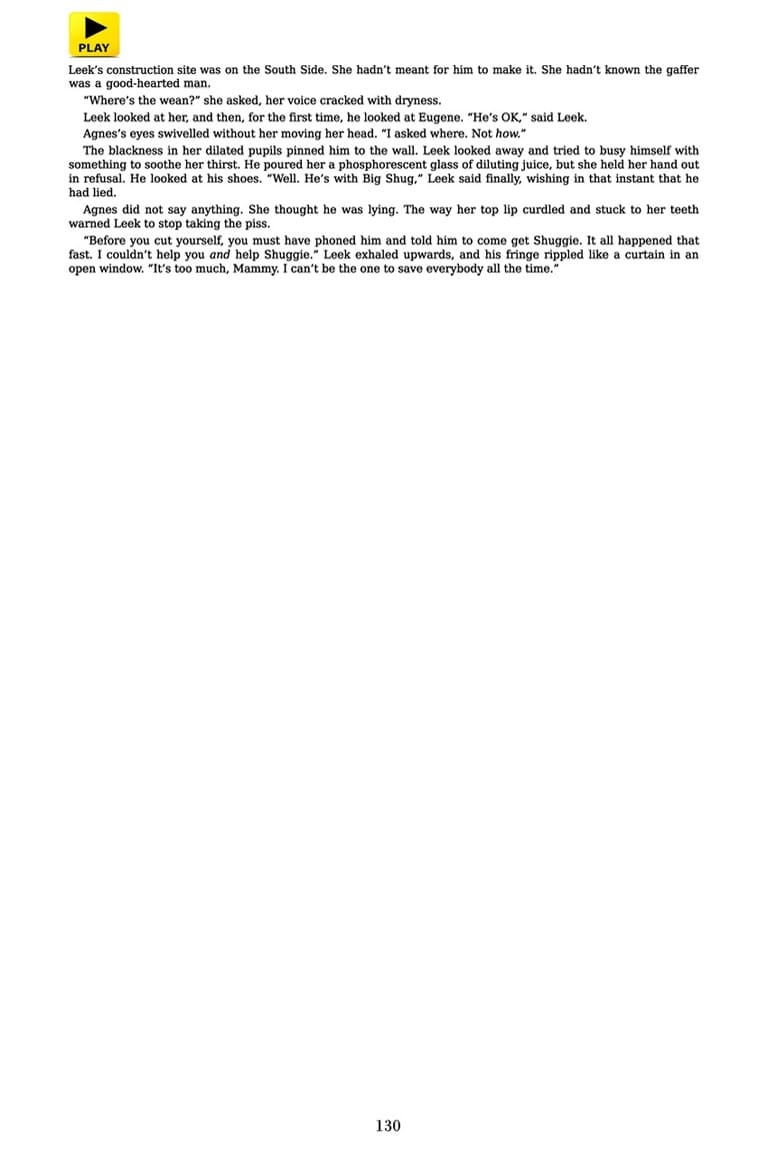 PLAY
Leek’s construction site was on the South Side. She hadn’t meant for him to make it. She hadn’t known the gaffer
was a good-hearted man.
“Where’s the wean?” she asked, her voice cracked with dryness.
Leek looked at her, and then, for the first time, he looked at Eugene. “He’s OK,” said Leek.
Agnes’s eyes swivelled without her moving her head. “I asked where. Not how.”
The blackness in her dilated pupils pinned him to the wall. Leek looked away and tried to busy himself with
something to soothe her thirst. He poured her a phosphorescent glass of diluting juice, but she held her hand out
in refusal. He looked at his shoes. “Well. He’s with Big Shug,” Leek said finally, wishing in that instant that he
had lied.
Agnes did not say anything. She thought he was lying. The way her top lip curdled and stuck to her teeth
warned Leek to stop taking the piss.
“Before you cut yourself, you must have phoned him and told him to come get Shuggie. It all happened that
fast. I couldn’t help you and help Shuggie.” Leek exhaled upwards, and his fringe rippled like a curtain in an
open window. “It’s too much, Mammy. I can’t be the one to save everybody all the time.”
130